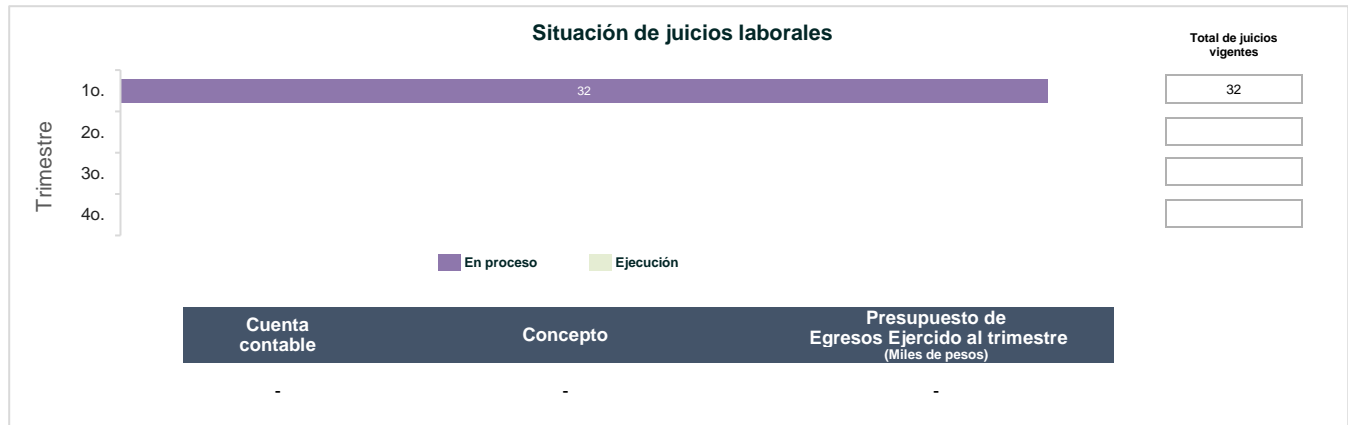 Situación de juicios laborales
Total de juicios
vigentes
Trimestre
1o.
32
32
2o.
3o.
4o.
En proceso
Ejecución
Cuenta
contable
Concepto
Presupuesto de
Egresos Ejercido al trimestre
(Miles de pesos)
-
-
-